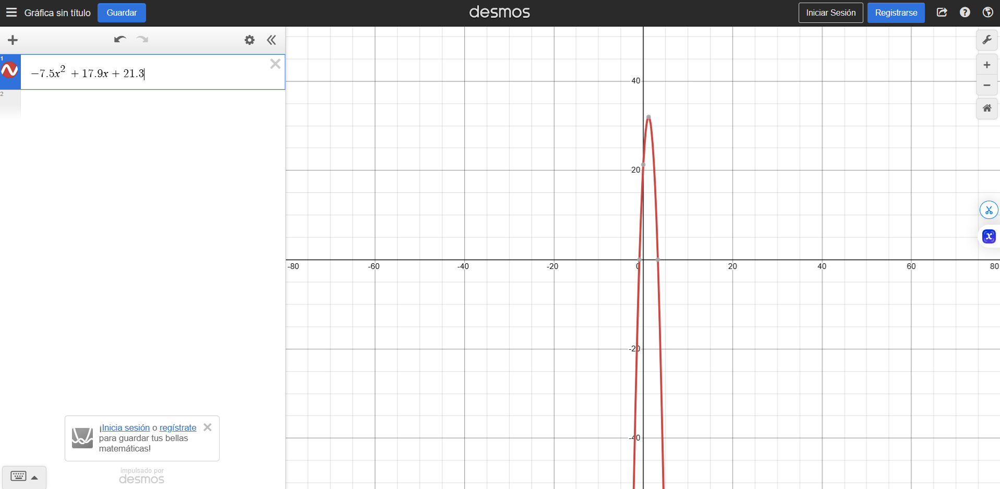 Gráfica sin título
Guardar
desmos
Iniciar Sesión
Registrarse
1
−7.5x² + 17.9x + 21.3
2
40
20
-80
-60
-40
-20
0
20
40
60
80
-20
-40
¡Inicia sesión o regístrate
para guardar tus bellas
matemáticas!
impulsado por
desmos